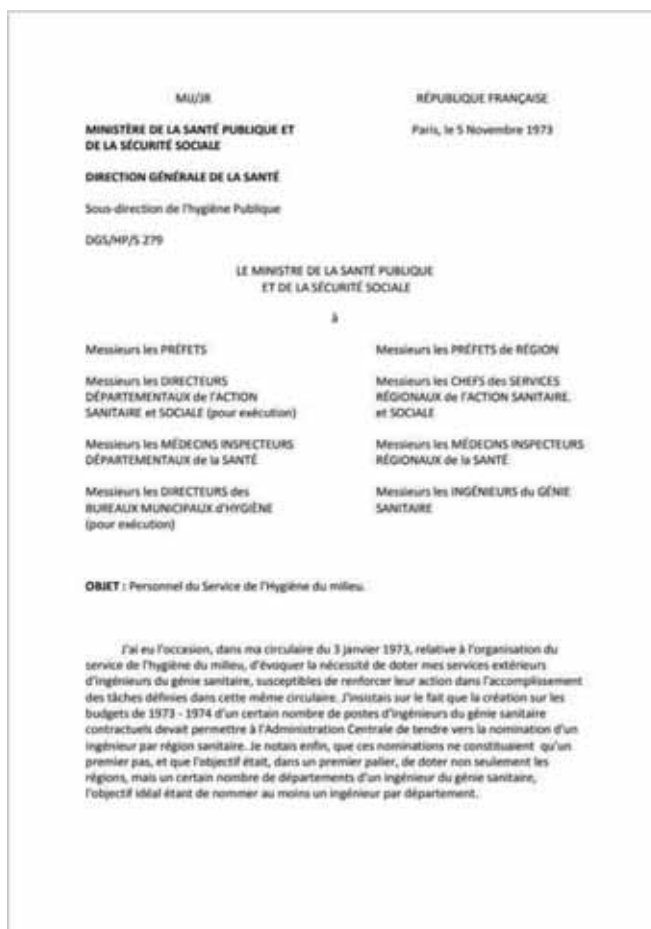 MU/JR
RÉPUBLIQUE FRANÇAISE
MINISTÈRE DE LA SANTÉ PUBLIQUE ET
DE LA SÉCURITÉ SOCIALE
Paris, le 5 Novembre 1973
DIRECTION GÉNÉRALE DE LA SANTÉ
Sous-direction de l'hygiène Publique
DGS/HP/S 279
LE MINISTRE DE LA SANTÉ PUBLIQUE
ET DE LA SÉCURITÉ SOCIALE
à
Messieurs les PRÉFETS
Messieurs les PRÉFETS de RÉGION
Messieurs les DIRECTEURS
DÉPARTEMENTAUX de l'ACTION
SANITAIRE et SOCIALE (pour exécution)
Messieurs les CHEFS des SERVICES
RÉGIONAUX de l'ACTION SANITAIRE.
et SOCIALE
Messieurs les MÉDECINS INSPECTEURS
DÉPARTEMENTAUX de la SANTÉ
Messieurs les MÉDECINS INSPECTEURS
RÉGIONAUX de la SANTÉ
Messieurs les DIRECTEURS des
BUREAUX MUNICIPAUX d'HYGIÈNE
(pour exécution)
Messieurs les INGÉNIEURS du GÉNIE
SANITAIRE
OBJET : Personnel du Service de l'Hygiène du milieu.
J'ai eu l'occasion, dans ma circulaire du 3 janvier 1973, relative à l'organisation du
service de l'hygiène du milieu, d'évoquer la nécessité de doter mes services extérieurs
d'ingénieurs du génie sanitaire, susceptibles de renforcer leur action dans l'accomplissement
des tâches définies dans cette même circulaire. J'insistais sur le fait que la création sur les
budgets de 1973 - 1974 d'un certain nombre de postes d'ingénieurs du génie sanitaire
contractuels devait permettre à l'Administration Centrale de tendre vers la nomination d'un
ingénieur par région sanitaire. Je notais enfin, que ces nominations ne constituaient qu'un
premier pas, et que l'objectif était, dans un premier palier, de doter non seulement les
régions, mais un certain nombre de départements d'un ingénieur du génie sanitaire,
l'objectif idéal étant de nommer au moins un ingénieur par département.